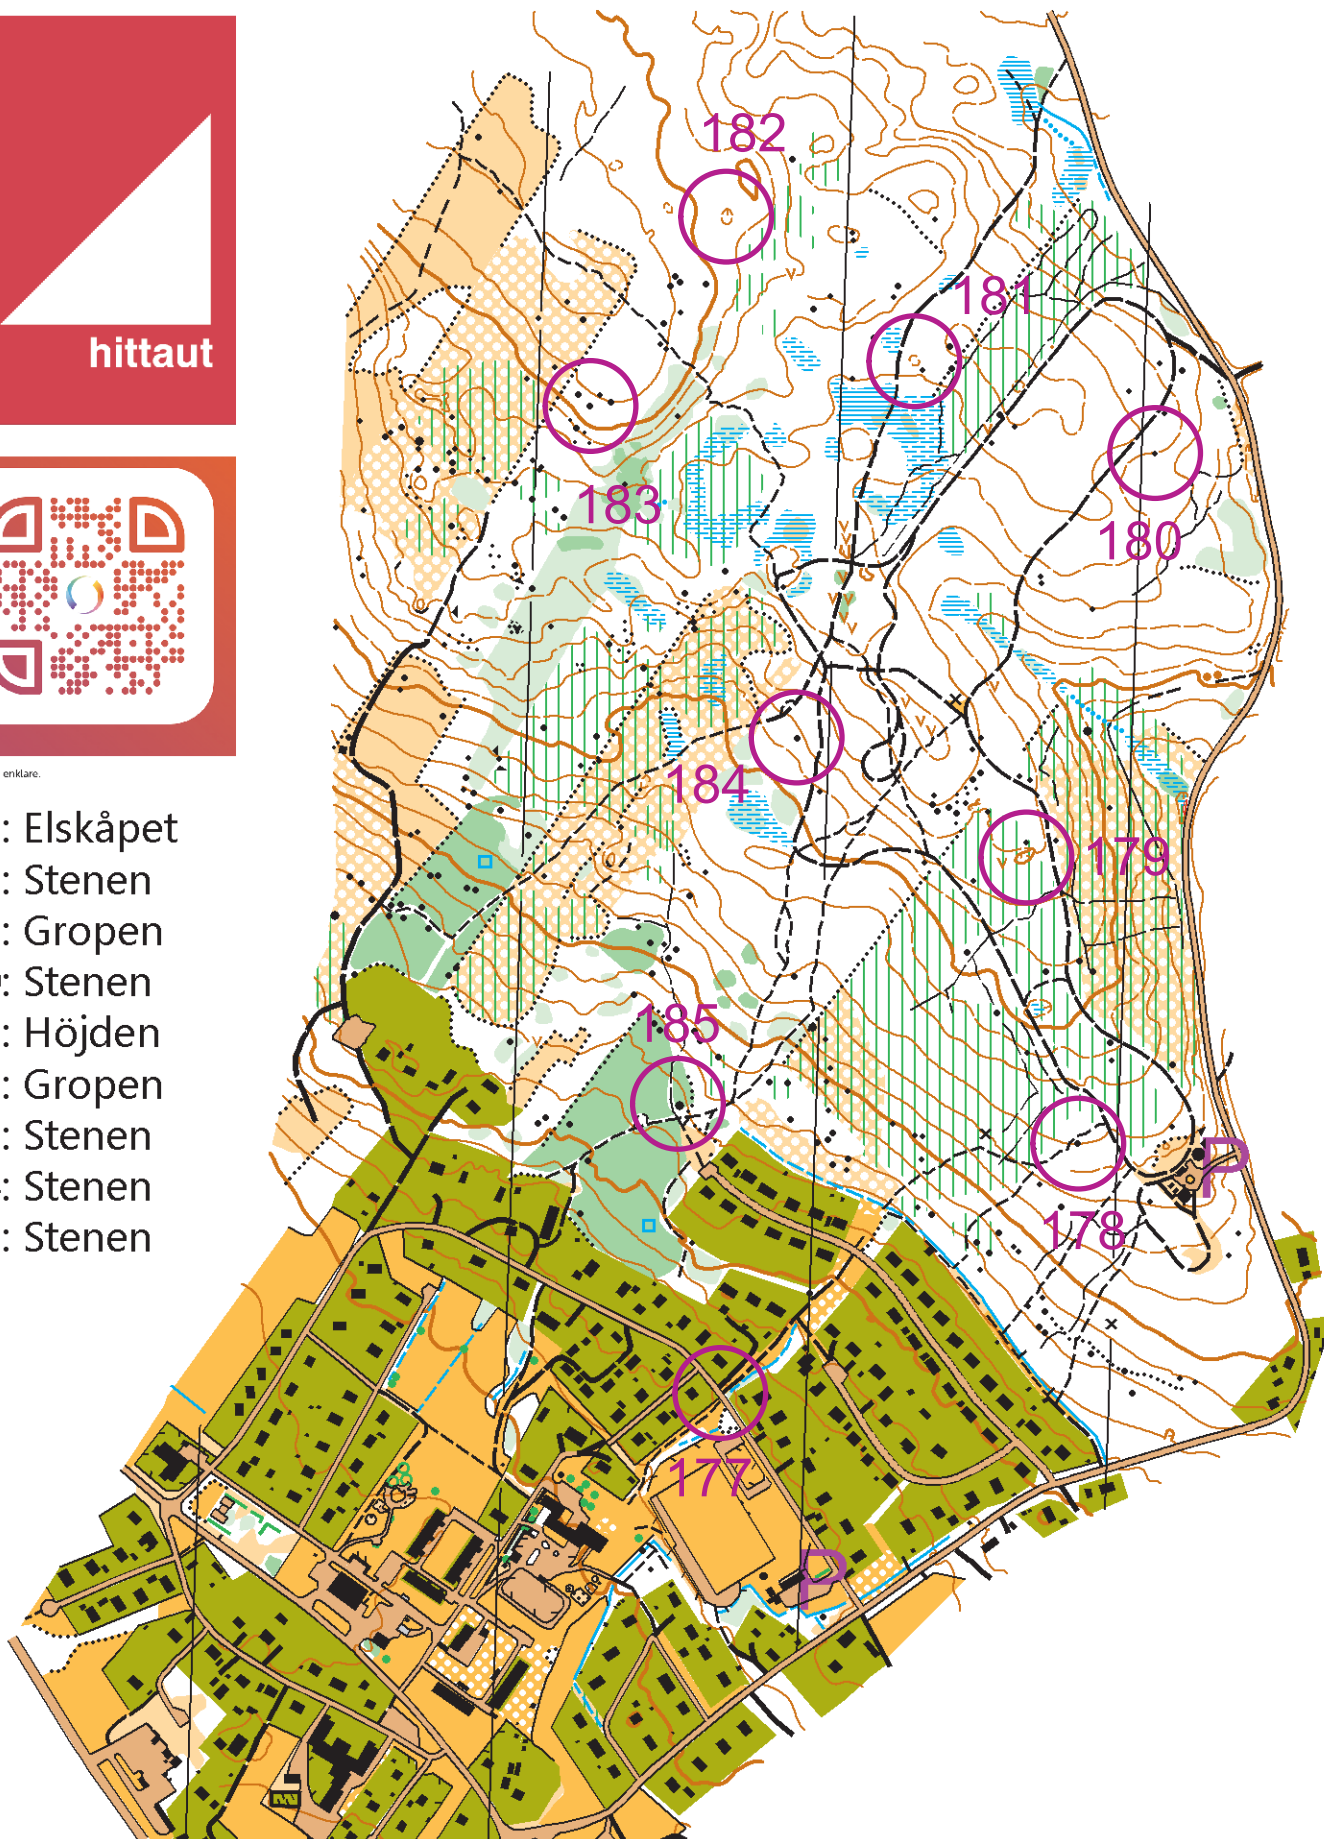 hittaut
enklare.
: Elskåpet
: Stenen
: Gropen
: Stenen
: Höjden
: Gropen
: Stenen
: Stenen
: Stenen
182
181
183
180
184
179
185
P
178
177
P